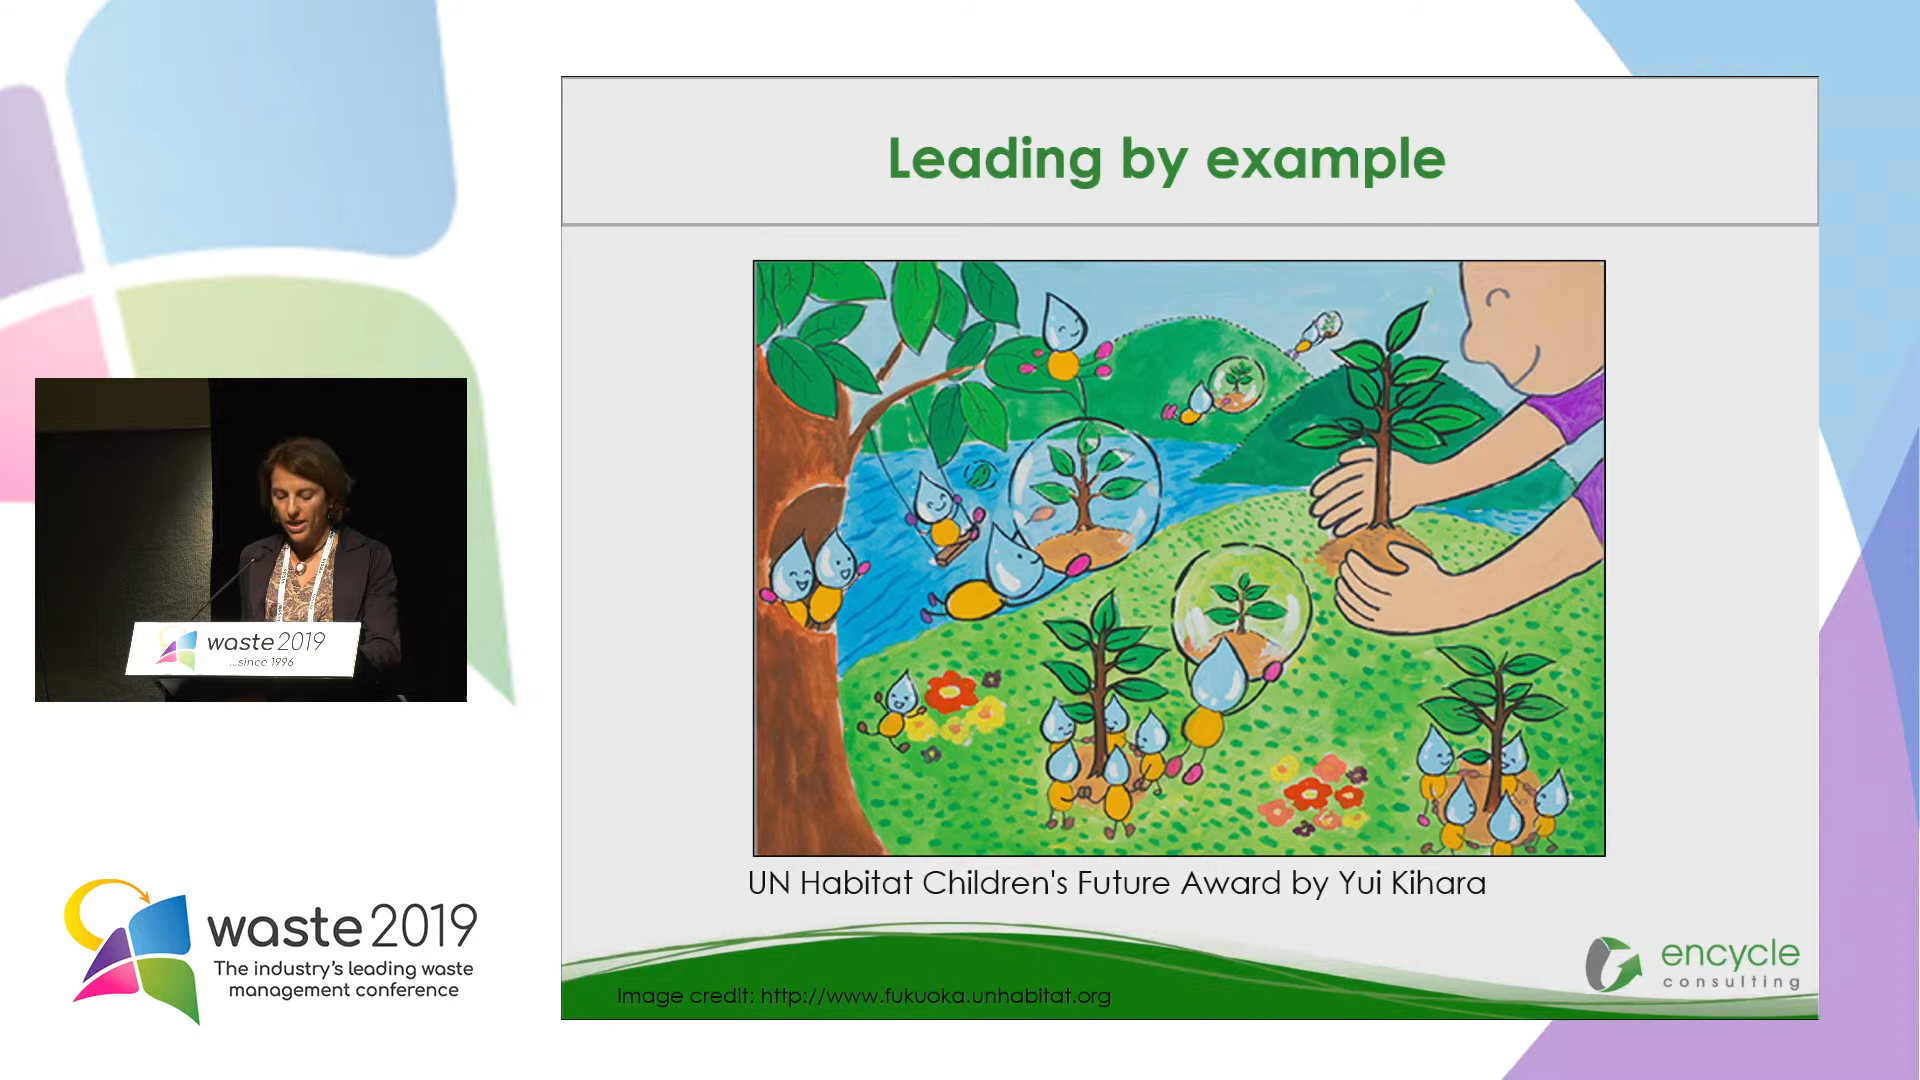 Leading by example
UN Habitat Children's Future Award by Yui Kihara
Image credit: http://www.fukuoka.unhabitat.org
encycle
consulting
waste 2019
...since 1996
waste 2019
The industry's leading waste
management conference